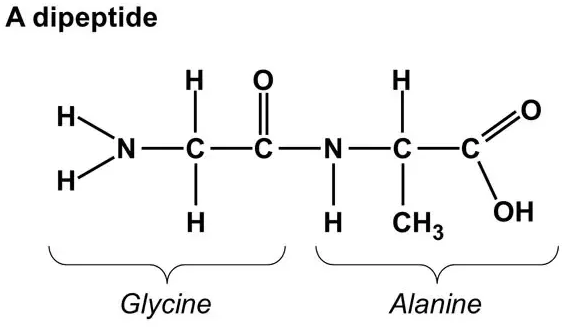 A dipeptide
H H O H O
H N C C N C C
H H H CH₃ OH
Glycine Alanine